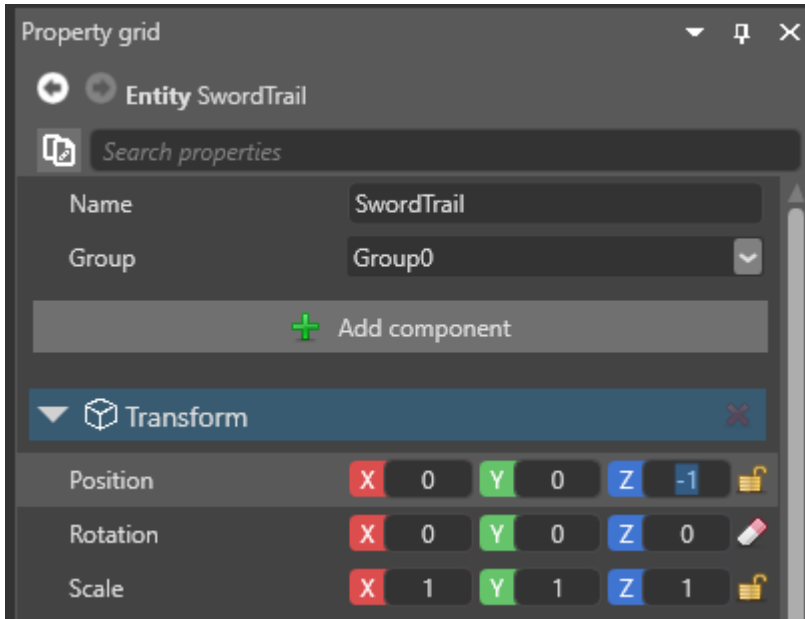 Property grid
Entity SwordTrail
Search properties
Name SwordTrail
Group Group0
Add component
Transform
Position X 0 Y 0 Z -1
Rotation X 0 Y 0 Z 0
Scale X 1 Y 1 Z 1